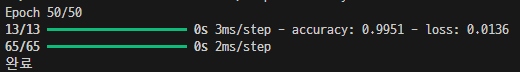 Epoch 50/50
13/13 ━━━━━━━━━━━━━━━━━━━━ 0s 3ms/step - accuracy: 0.9951 - loss: 0.0136
65/65 ━━━━━━━━━━━━━━━━━━━━ 0s 2ms/step
완료